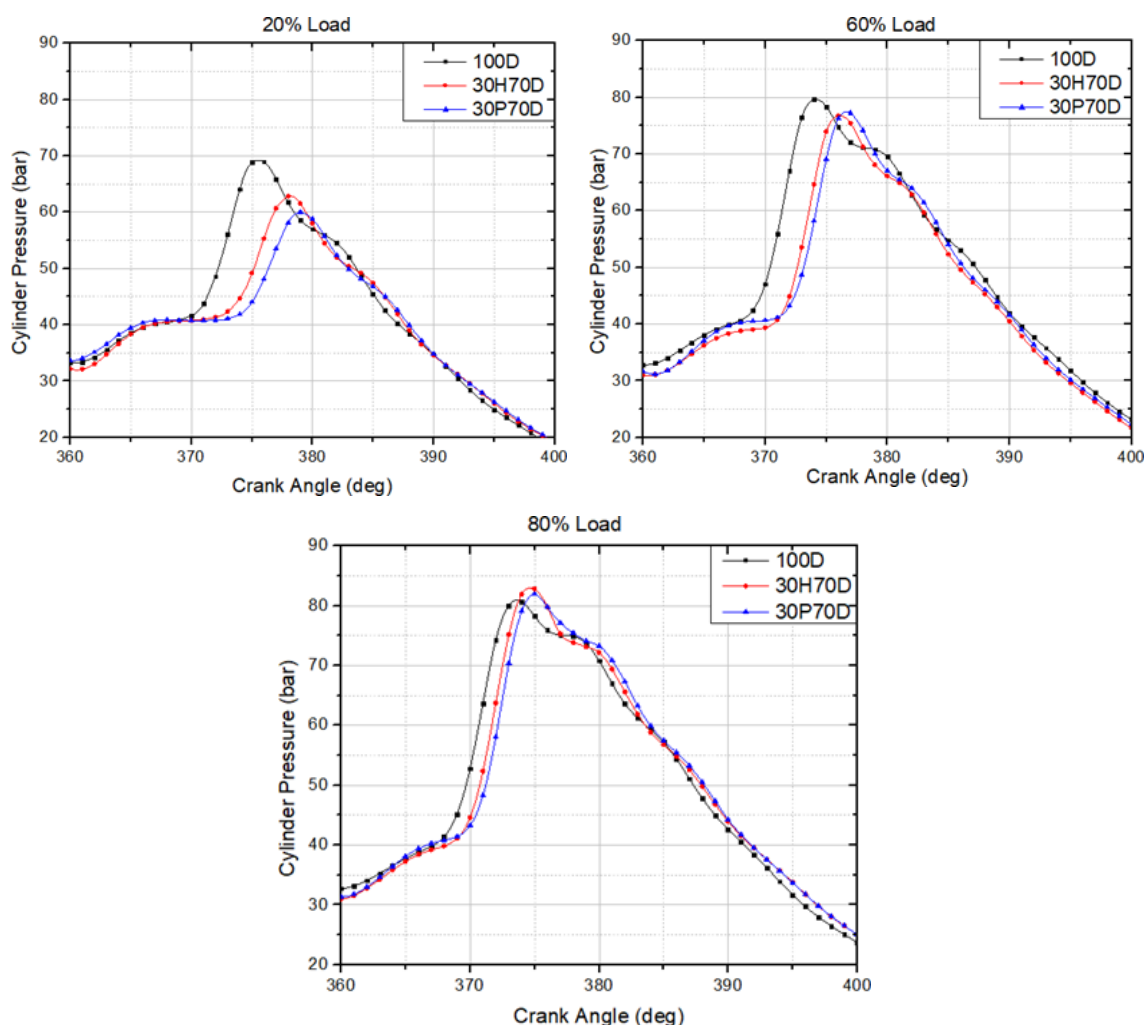 20% Load
90
80
70
60
50
40
30
20
Cylinder Pressure (bar)
100D
30H70D
30P70D
360
370
380
390
400
Crank Angle (deg)
60% Load
90
80
70
60
50
40
30
20
Cylinder Pressure (bar)
100D
30H70D
30P70D
360
370
380
390
400
Crank Angle (deg)
80% Load
90
80
70
60
50
40
30
20
Cylinder Pressure (bar)
100D
30H70D
30P70D
360
370
380
390
400
Crank Angle (deg)